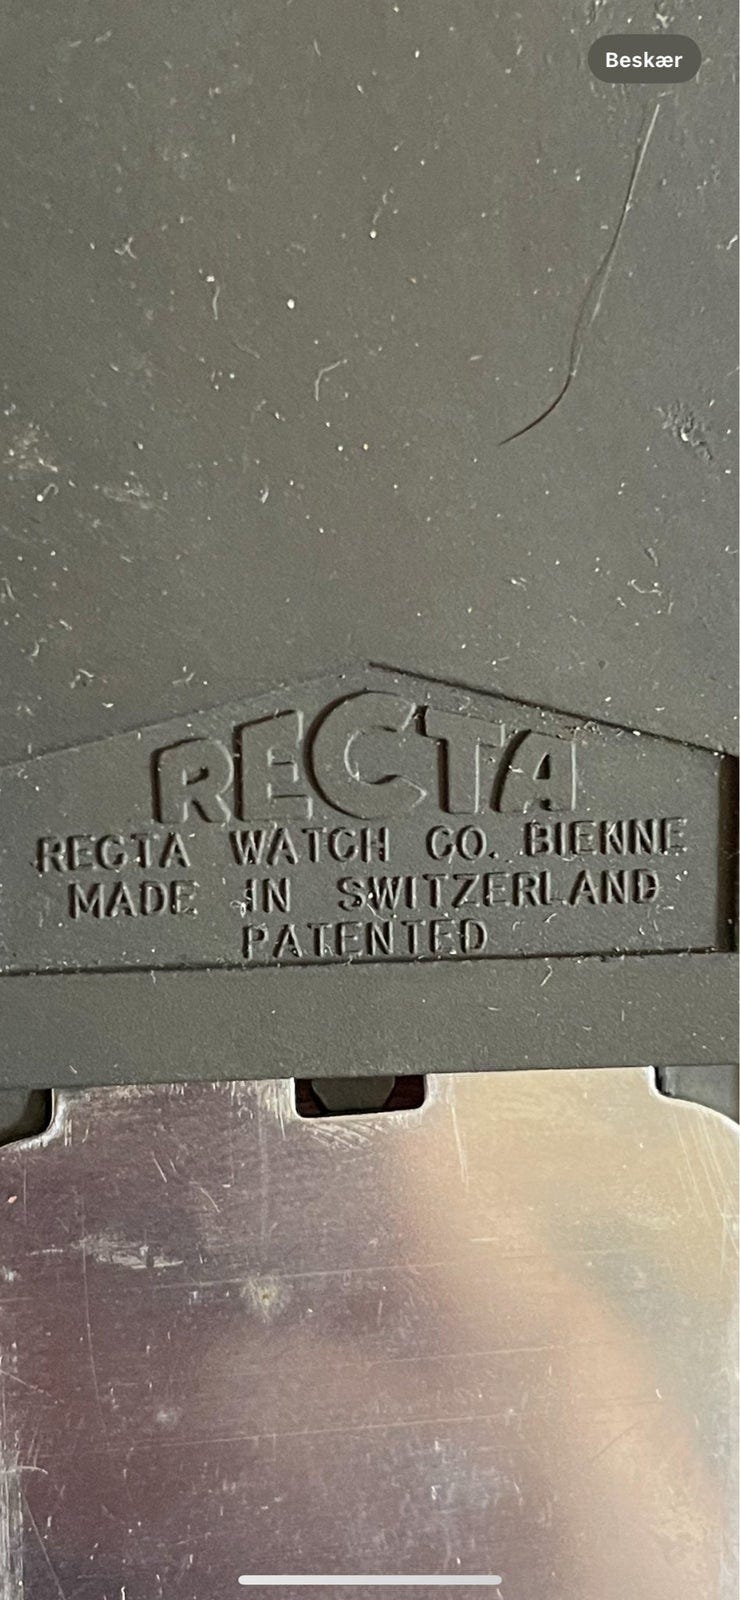 Beskær
RECTA
RECTA WATCH CO. BIENNE
MADE IN SWITZERLAND
PATENTED